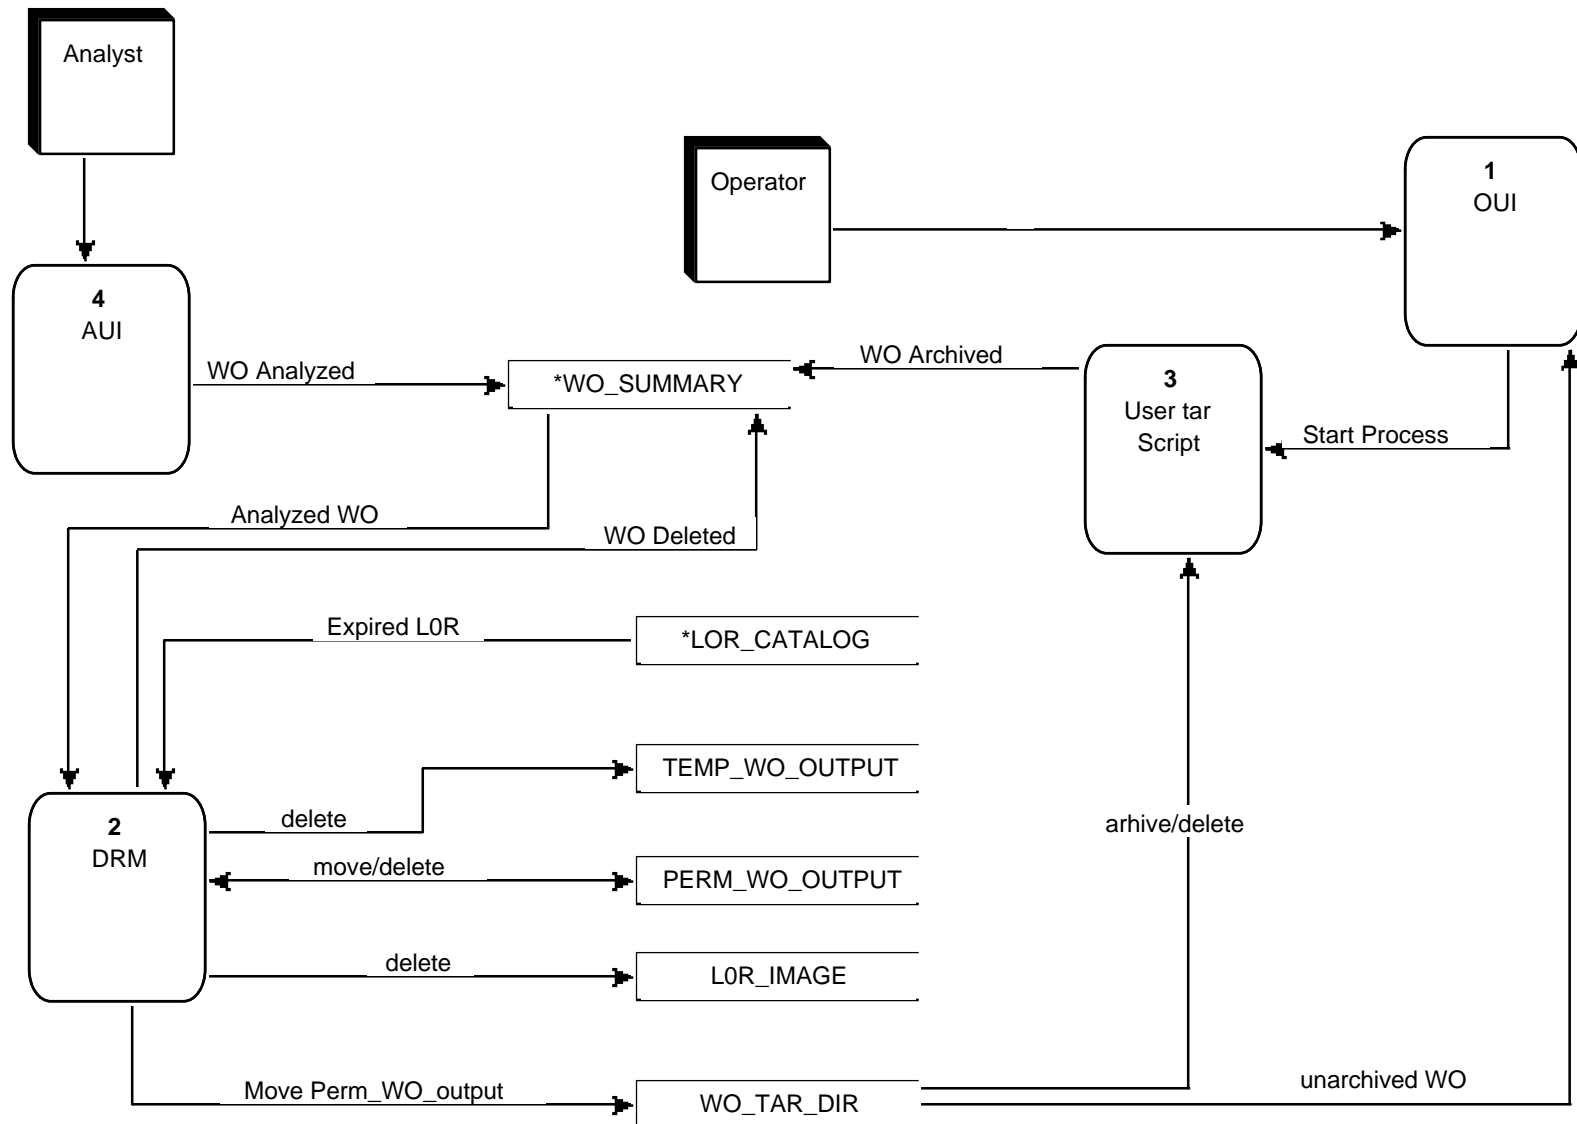 Analyst
Operator
1
OUI
4
AUI
WO Analyzed
*WO_SUMMARY
WO Archived
3
User tar
Script
Start Process
Analyzed WO
WO Deleted
Expired L0R
*LOR_CATALOG
TEMP_WO_OUTPUT
2
DRM
delete
arhive/delete
move/delete
PERM_WO_OUTPUT
delete
L0R_IMAGE
Move Perm_WO_output
WO_TAR_DIR
unarchived WO